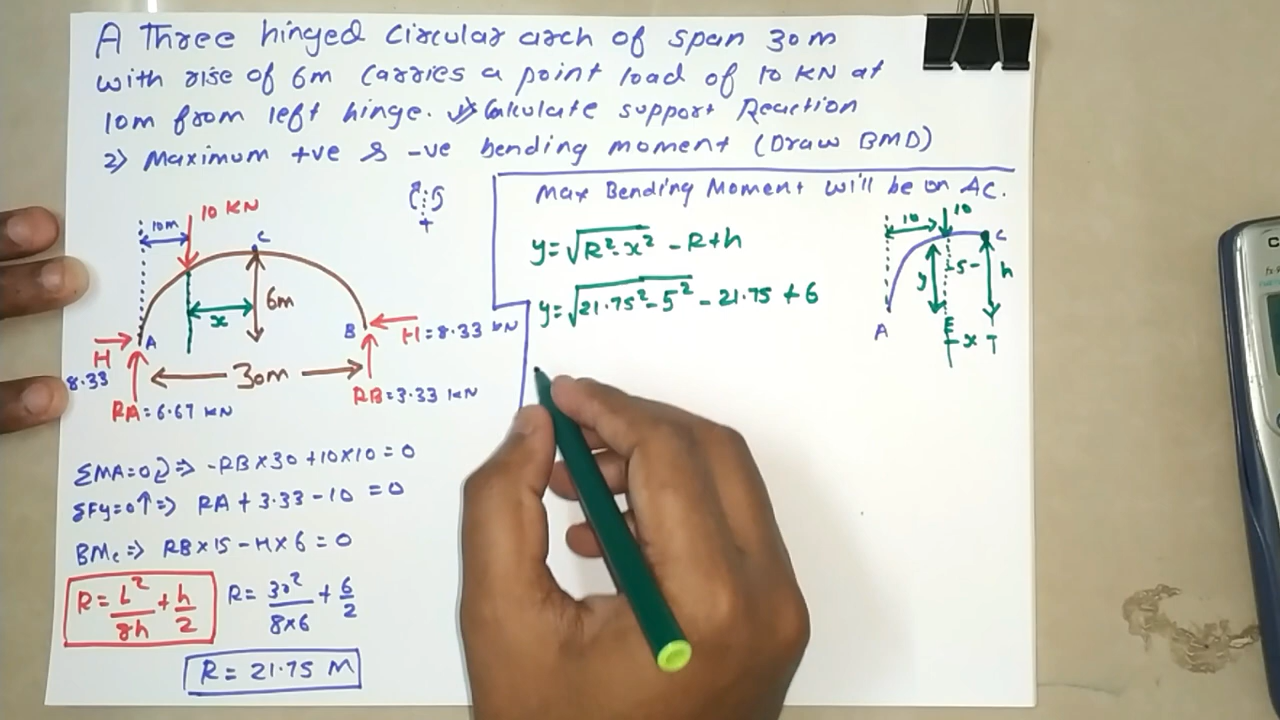 A Three hinged circular arch of span 30m
with rise of 6m Carries a point load of 10 KN at
10m from left hinge. 1) Calculate support Reaction
2) Maximum +ve & -ve bending moment (Draw BMD)
10m
10 KN
C
x
6m
A
B
H
8.33
H = 8.33 kN
30m
RA = 6.67 kN
RB = 3.33 kN
ΣMA=0⤸⇒ -RB×30 +10×10 = 0
ΣFy=0↑⇒ RA + 3.33 - 10 = 0
BMc ⇒ RB×15 - H×6 = 0
R = L²/8h + h/2
R = 30²/8×6 + 6/2
R = 21.75 M
+
Max Bending Moment will be on AC.
y = √R²-x² - R+h
y = √21.75²-5² - 21.75 + 6
10
10
C
y
-5-
h
A
x